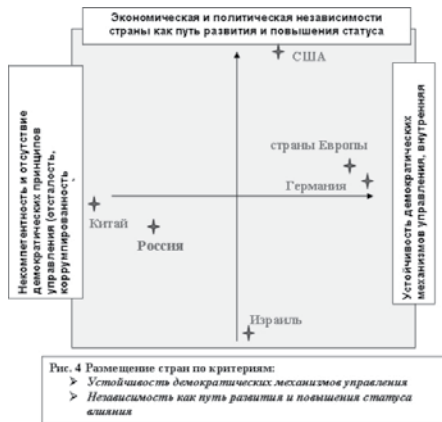 Экономическая и политическая независимости
страны как путь развития и повышения статуса
США
Некомпетентность и отсутствие
демократических принципов
управления (отсталость,
коррумпированность
Устойчивость демократических
механизмов управления, внутренняя
страны Европы
Германия
Китай
Россия
Израиль
Рис. 4 Размещение стран по критериям:
➤ Устойчивость демократических механизмов управления
➤ Независимость как путь развития и повышения статуса
влияния